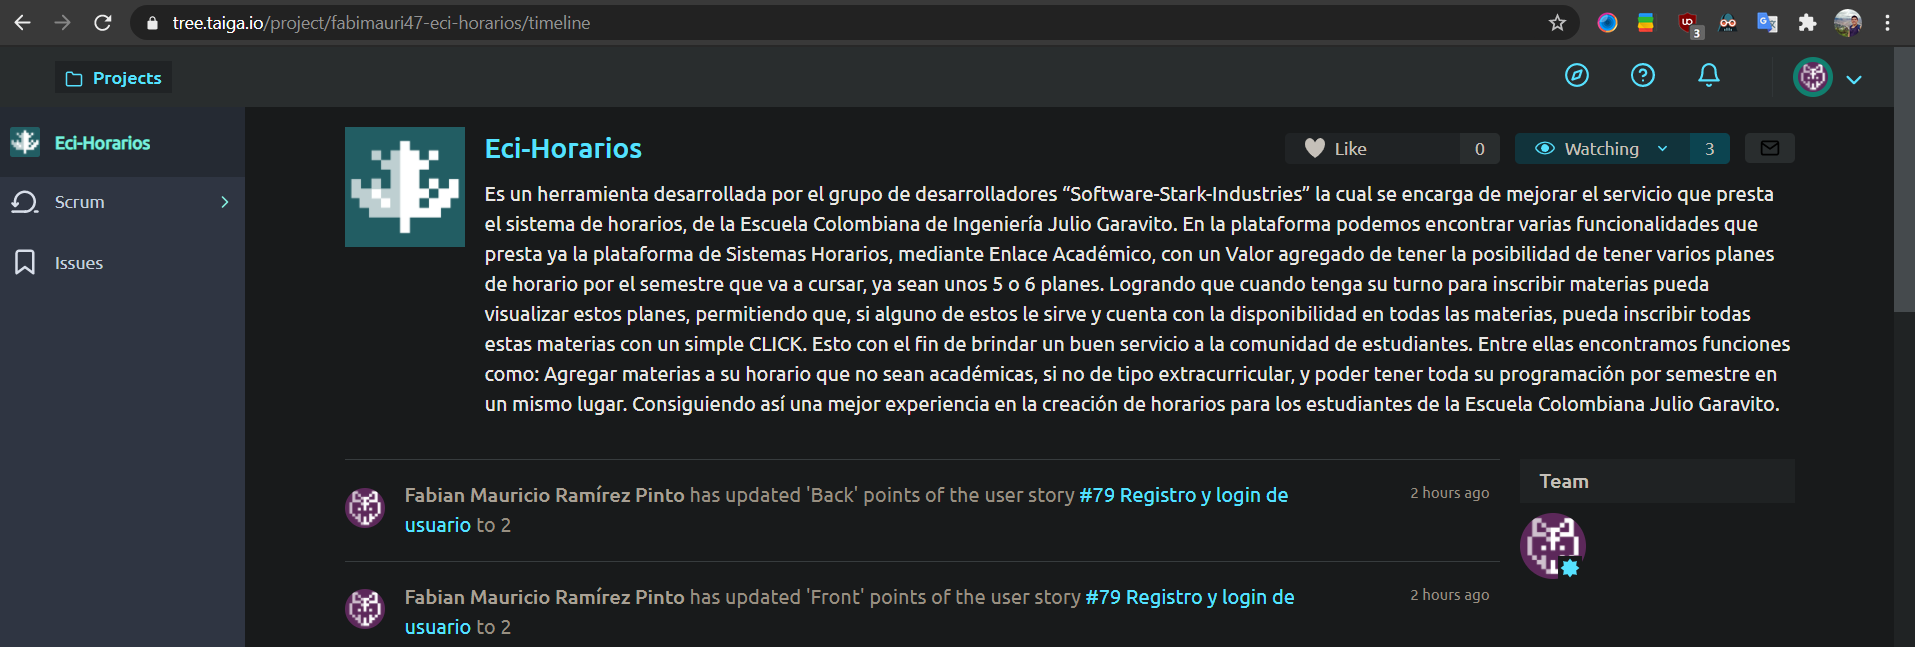 tree.taiga.io/project/fabimauri47-eci-horarios/timeline
3
Projects
Eci-Horarios
Scrum
Issues
Eci-Horarios
Like 0
Watching 3
Es un herramienta desarrollada por el grupo de desarrolladores “Software-Stark-Industries” la cual se encarga de mejorar el servicio que presta
el sistema de horarios, de la Escuela Colombiana de Ingeniería Julio Garavito. En la plataforma podemos encontrar varias funcionalidades que
presta ya la plataforma de Sistemas Horarios, mediante Enlace Académico, con un Valor agregado de tener la posibilidad de tener varios planes
de horario por el semestre que va a cursar, ya sean unos 5 o 6 planes. Logrando que cuando tenga su turno para inscribir materias pueda
visualizar estos planes, permitiendo que, si alguno de estos le sirve y cuenta con la disponibilidad en todas las materias, pueda inscribir todas
estas materias con un simple CLICK. Esto con el fin de brindar un buen servicio a la comunidad de estudiantes. Entre ellas encontramos funciones
como: Agregar materias a su horario que no sean académicas, si no de tipo extracurricular, y poder tener toda su programación por semestre en
un mismo lugar. Consiguiendo así una mejor experiencia en la creación de horarios para los estudiantes de la Escuela Colombiana Julio Garavito.
Fabian Mauricio Ramírez Pinto has updated 'Back' points of the user story #79 Registro y login de
usuario to 2
2 hours ago
Fabian Mauricio Ramírez Pinto has updated 'Front' points of the user story #79 Registro y login de
usuario to 2
2 hours ago
Team